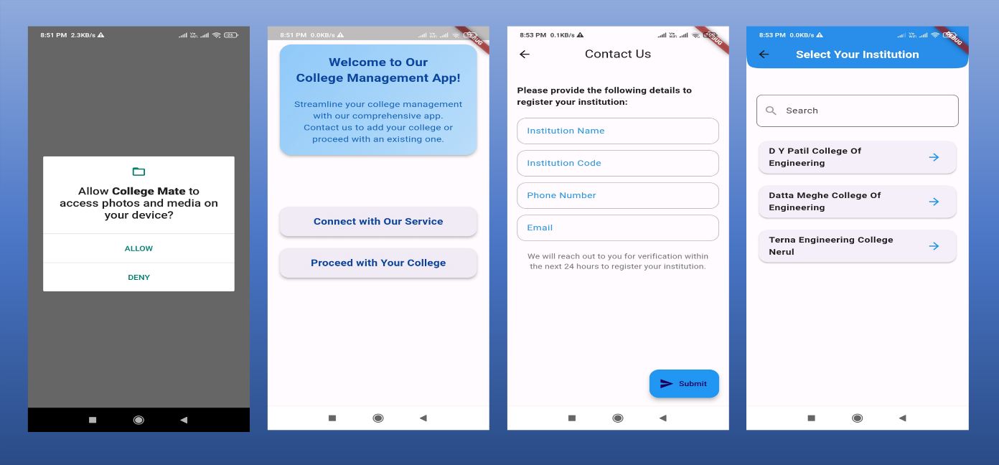 8:51 PM 2.3KB/s
Allow College Mate to
access photos and media on
your device?
ALLOW
DENY
8:51 PM 0.0KB/s
Welcome to Our
College Management App!
Streamline your college management
with our comprehensive app.
Contact us to add your college or
proceed with an existing one.
Connect with Our Service
Proceed with Your College
8:53 PM 0.1KB/s
Contact Us
Please provide the following details to
register your institution:
Institution Name
Institution Code
Phone Number
Email
We will reach out to you for verification within
the next 24 hours to register your institution.
Submit
8:53 PM 0.0KB/s
Select Your Institution
Search
D Y Patil College Of
Engineering
Datta Meghe College Of
Engineering
Terna Engineering College
Nerul